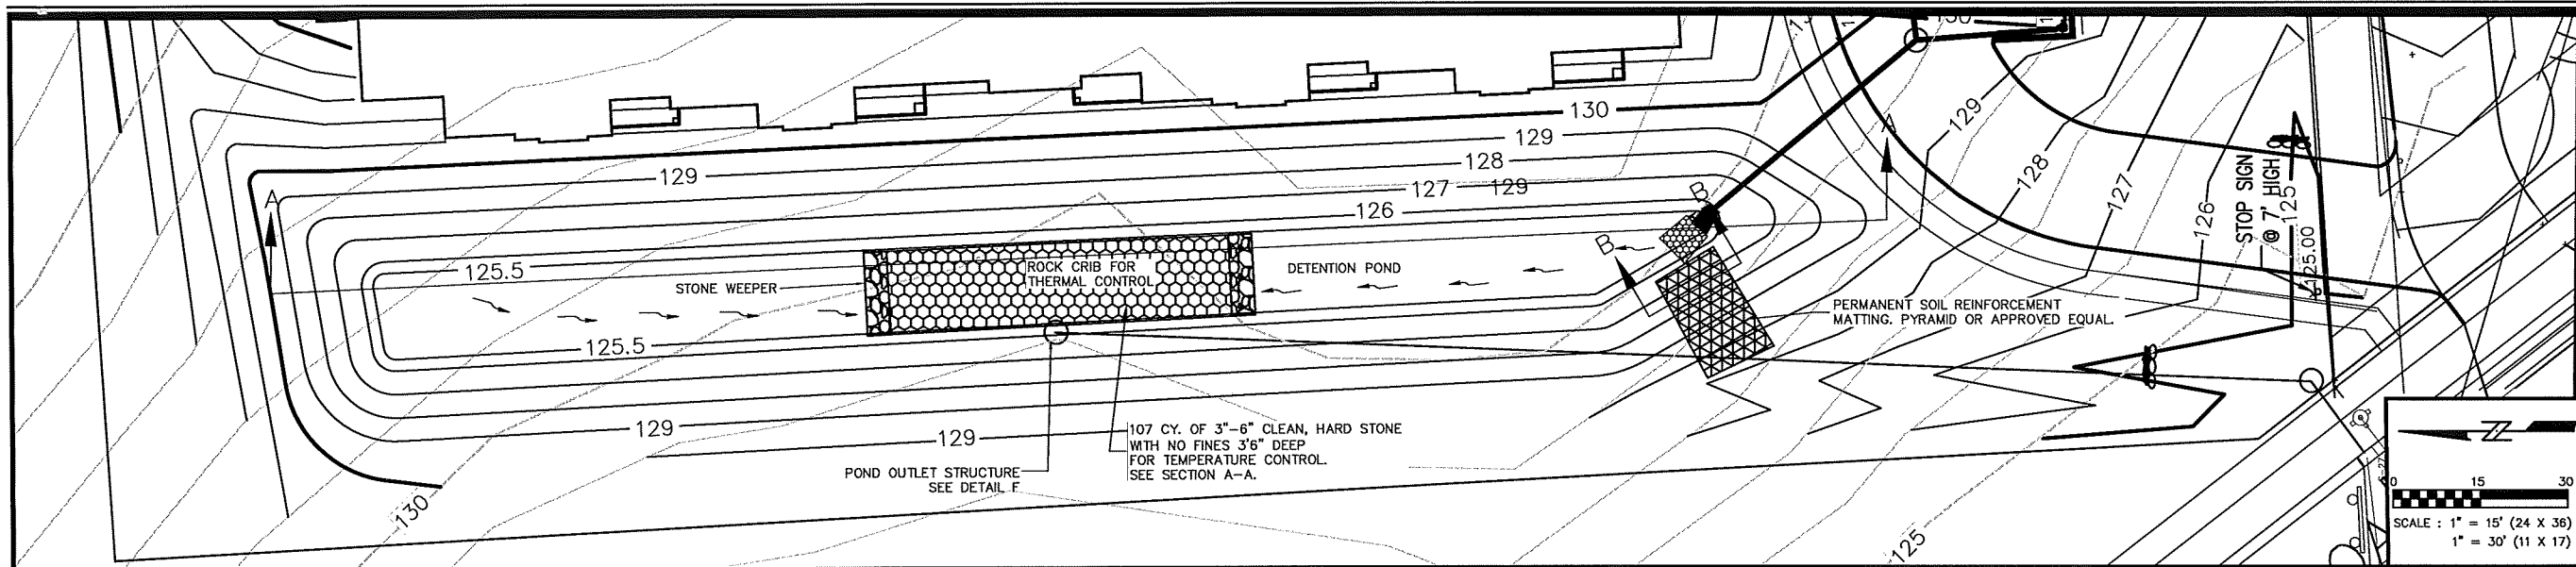 130
130
129
129
128
127
129
126
129
128
127
126
125
125.00
STOP SIGN
@ 7' HIGH
A
A
B
B
125.5
125.5
STONE WEEPER
ROCK CRIB FOR
THERMAL CONTROL
DETENTION POND
PERMANENT SOIL REINFORCEMENT
MATTING. PYRAMID OR APPROVED EQUAL.
129
129
107 CY. OF 3"-6" CLEAN, HARD STONE
WITH NO FINES 3'6" DEEP
FOR TEMPERATURE CONTROL.
SEE SECTION A-A.
POND OUTLET STRUCTURE
SEE DETAIL F
130
125
0 15 30
SCALE : 1" = 15' (24 X 36)
1" = 30' (11 X 17)